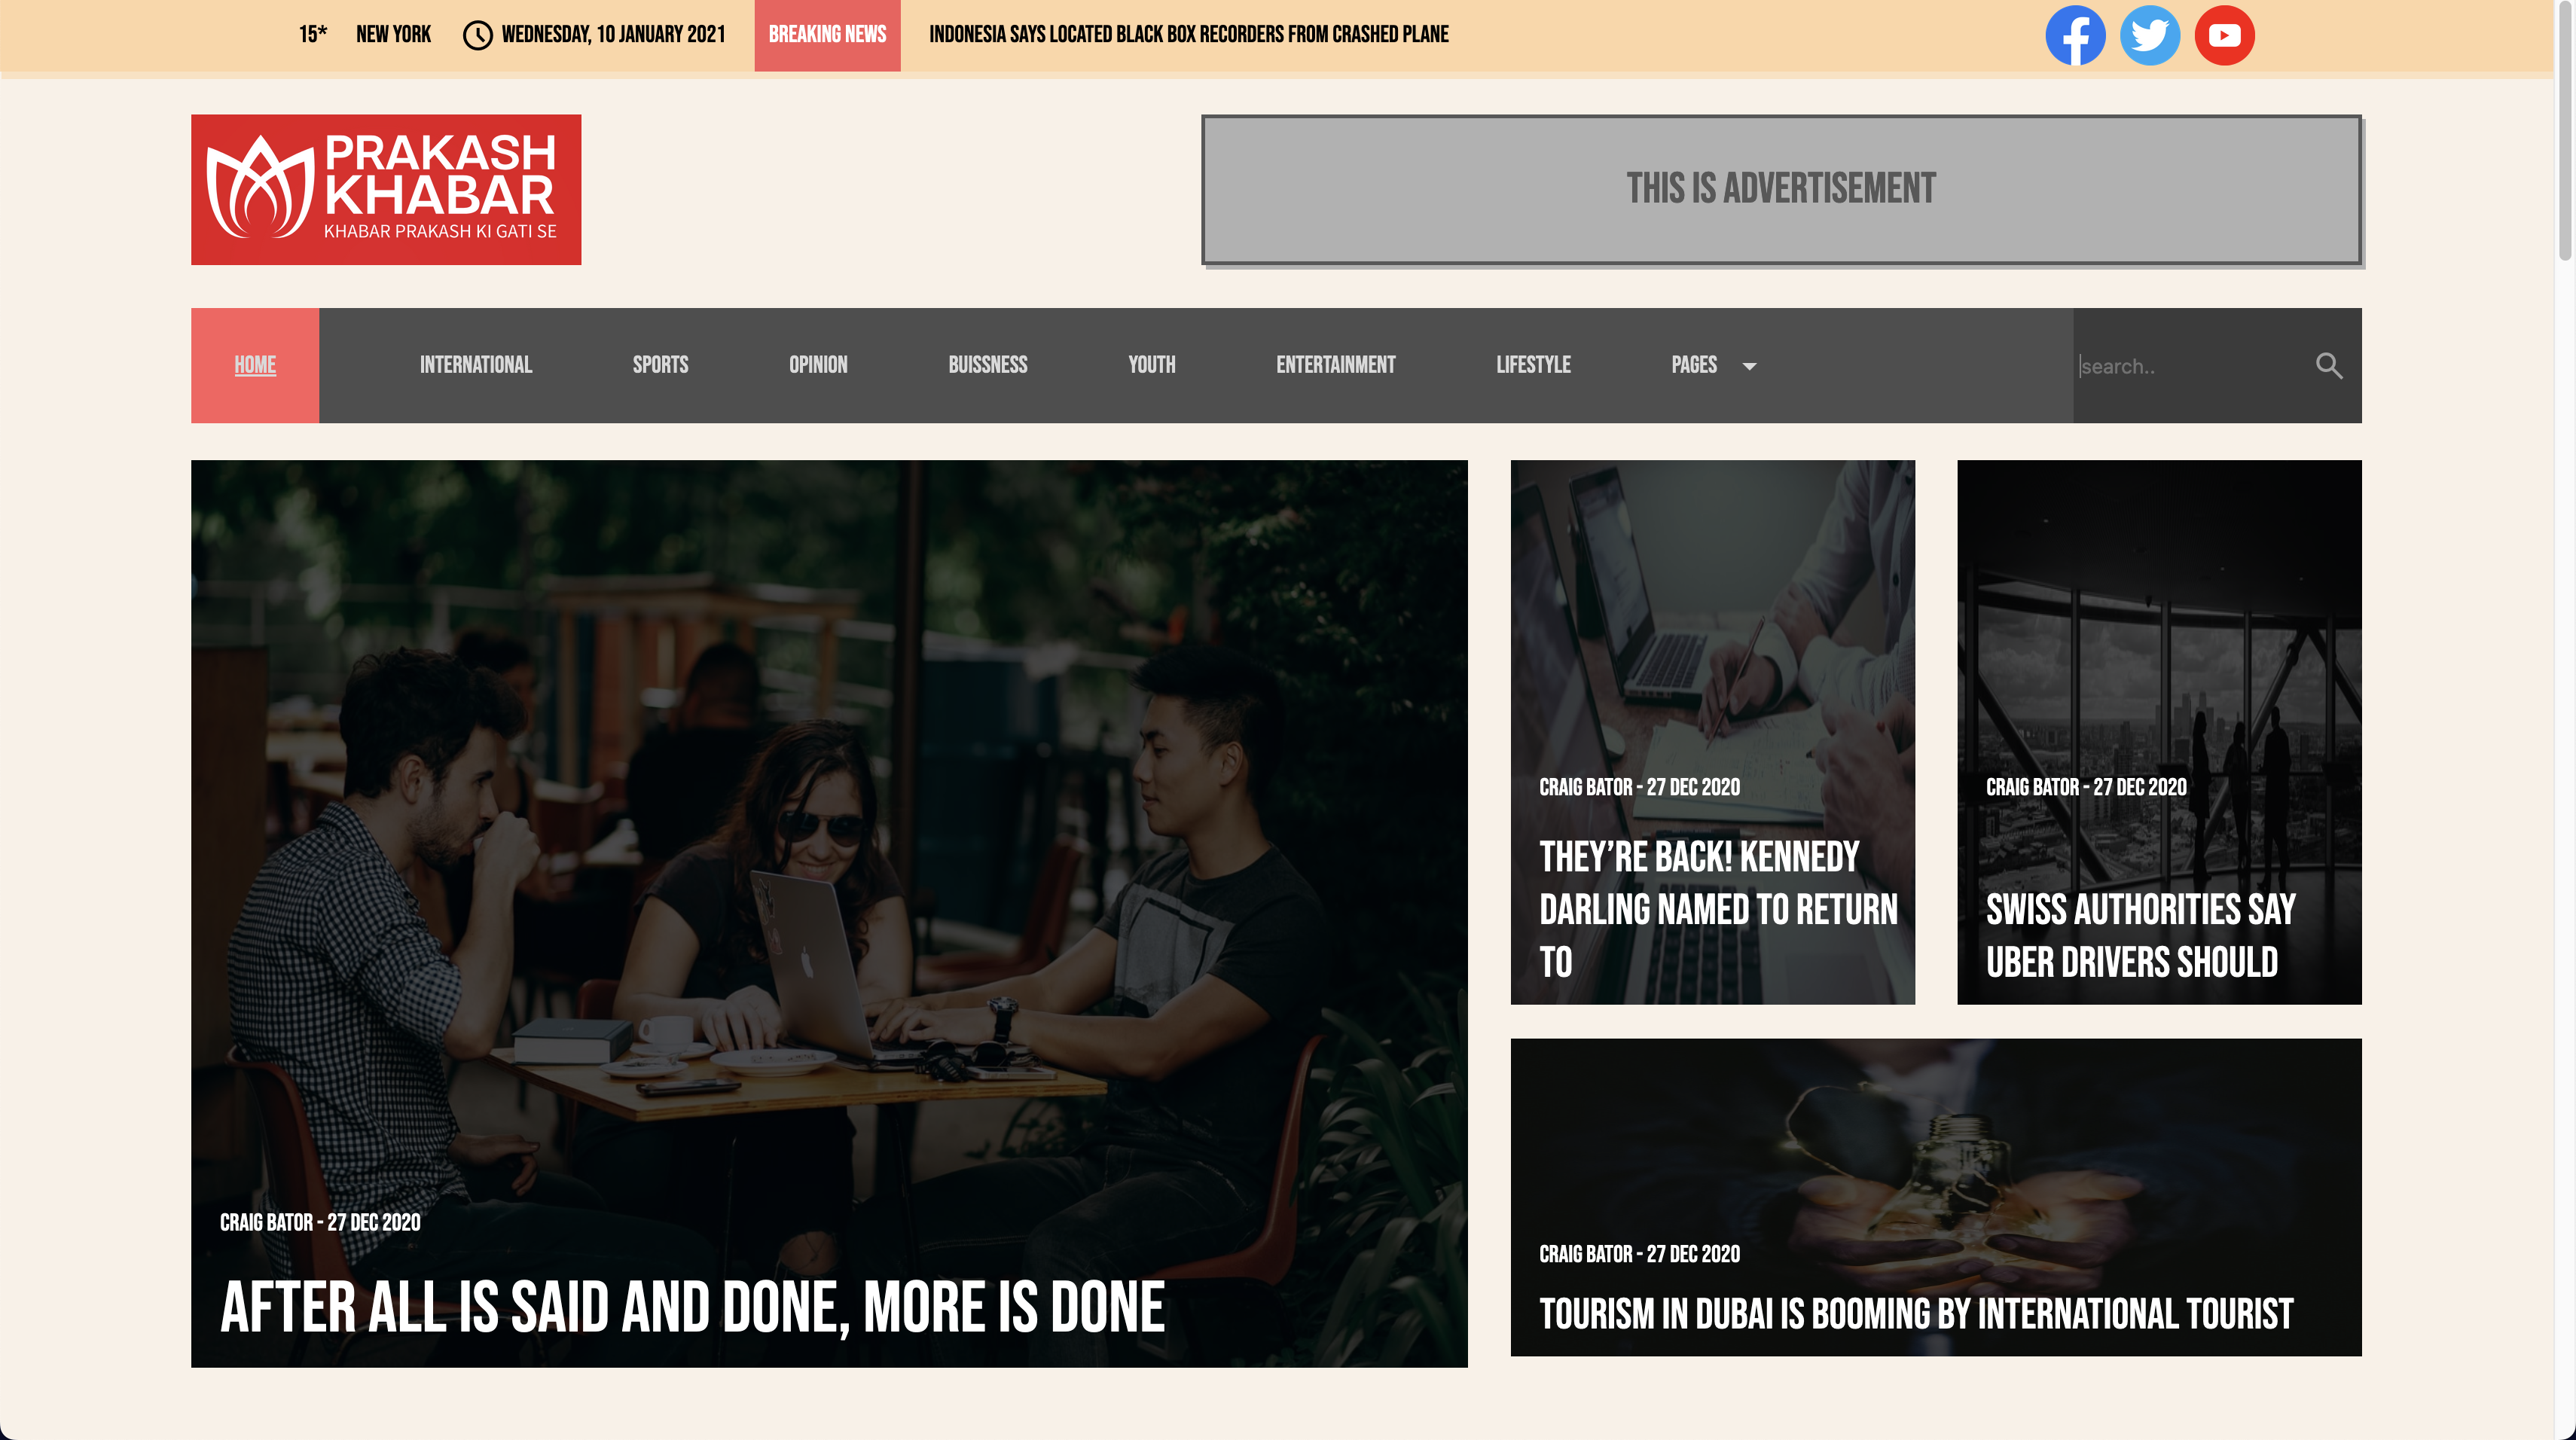 15*
NEW YORK
WEDNESDAY, 10 JANUARY 2021
BREAKING NEWS
INDONESIA SAYS LOCATED BLACK BOX RECORDERS FROM CRASHED PLANE
PRAKASH
KHABAR
KHABAR PRAKASH KI GATI SE
THIS IS ADVERTISEMENT
HOME
INTERNATIONAL
SPORTS
OPINION
BUISSNESS
YOUTH
ENTERTAINMENT
LIFESTYLE
PAGES
search..
CRAIG BATOR - 27 DEC 2020
AFTER ALL IS SAID AND DONE, MORE IS DONE
CRAIG BATOR - 27 DEC 2020
THEY'RE BACK! KENNEDY
DARLING NAMED TO RETURN
TO
CRAIG BATOR - 27 DEC 2020
SWISS AUTHORITIES SAY
UBER DRIVERS SHOULD
CRAIG BATOR - 27 DEC 2020
TOURISM IN DUBAI IS BOOMING BY INTERNATIONAL TOURIST